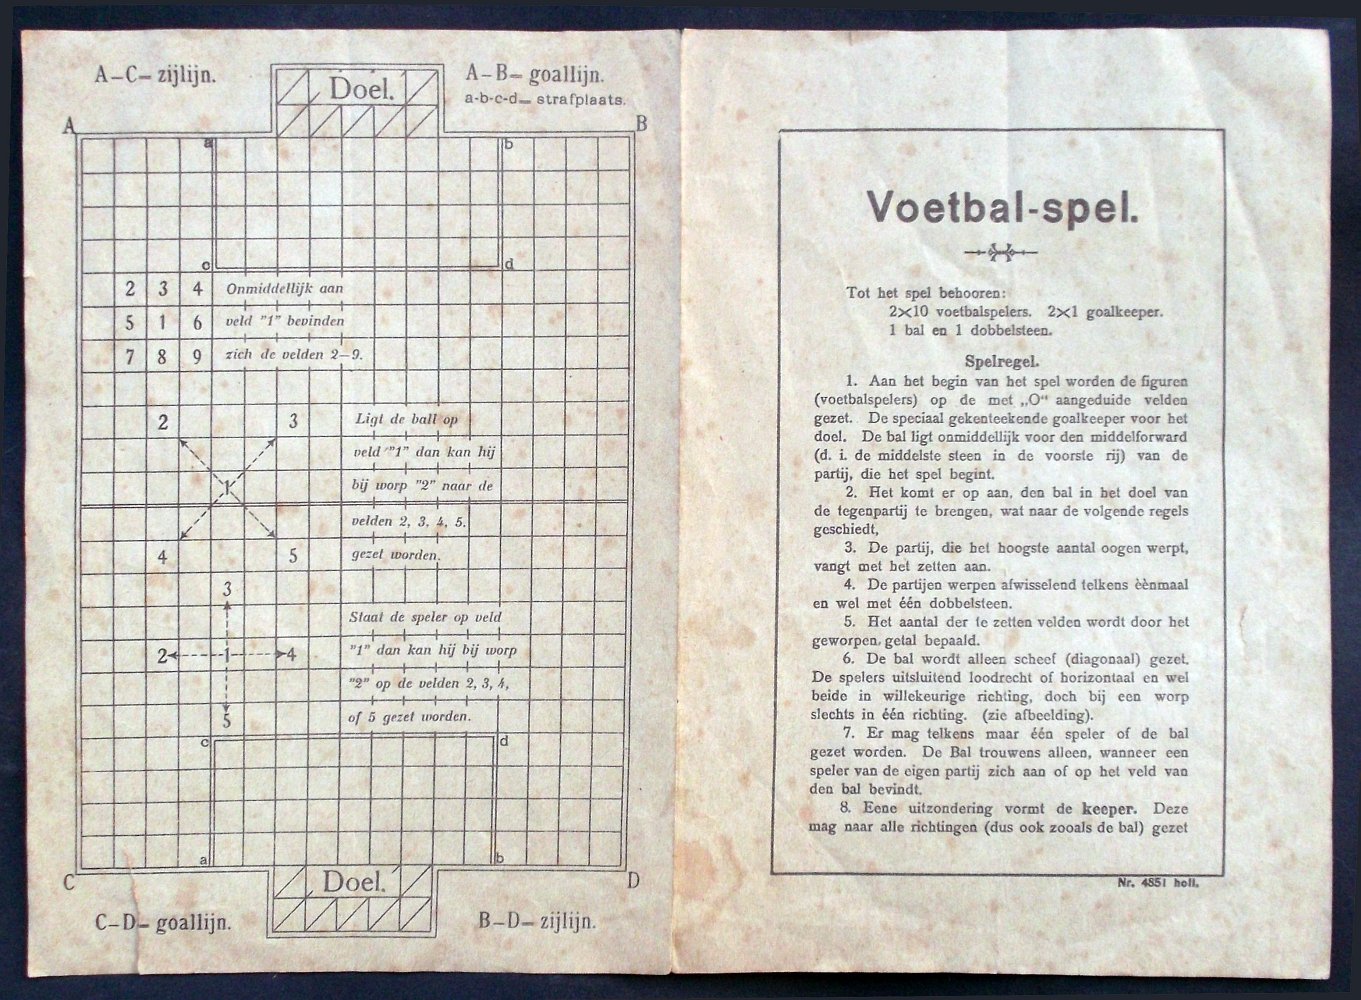 A–C– zijlijn.
Doel.
A–B– goallijn.
a-b-c-d– strafplaats.
A
B
a
b
c
d
2 3 4 Onmiddellijk aan
5 1 6 veld "1" bevinden
7 8 9 zich de velden 2–9.
2 3 Ligt de ball op
veld "1" dan kan hij
1 bij worp "2" naar de
velden 2, 3, 4, 5.
4 5 gezet worden.
3
Staat de speler op veld
2 1 4 "1" dan kan hij bij worp
"2" op de velden 2, 3, 4,
5 of 5 gezet worden.
c
d
a
b
C
Doel.
D
C–D– goallijn.
B–D– zijlijn.
Voetbal-spel.
Tot het spel behooren:
2×10 voetbalspelers. 2×1 goalkeeper.
1 bal en 1 dobbelsteen.
Spelregel.
1. Aan het begin van het spel worden de figuren
(voetbalspelers) op de met „O“ aangeduide velden
gezet. De speciaal gekenteekende goalkeeper voor het
doel. De bal ligt onmiddellijk voor den middelforward
(d. i. de middelste steen in de voorste rij) van de
partij, die het spel begint.
2. Het komt er op aan, den bal in het doel van
de tegenpartij te brengen, wat naar de volgende regels
geschiedt,
3. De partij, die het hoogste aantal oogen werpt,
vangt met het zetten aan.
4. De partijen werpen afwisselend telkens èènmaal
en wel met één dobbelsteen.
5. Het aantal der te zetten velden wordt door het
geworpen getal bepaald.
6. De bal wordt alleen scheef (diagonaal) gezet.
De spelers uitsluitend loodrecht of horizontaal en wel
beide in willekeurige richting, doch bij een worp
slechts in één richting. (zie afbeelding).
7. Er mag telkens maar één speler of de bal
gezet worden. De Bal trouwens alleen, wanneer een
speler van de eigen partij zich aan of op het veld van
den bal bevindt.
8. Eene uitzondering vormt de keeper. Deze
mag naar alle richtingen (dus ook zooals de bal) gezet
Nr. 4851 holl.